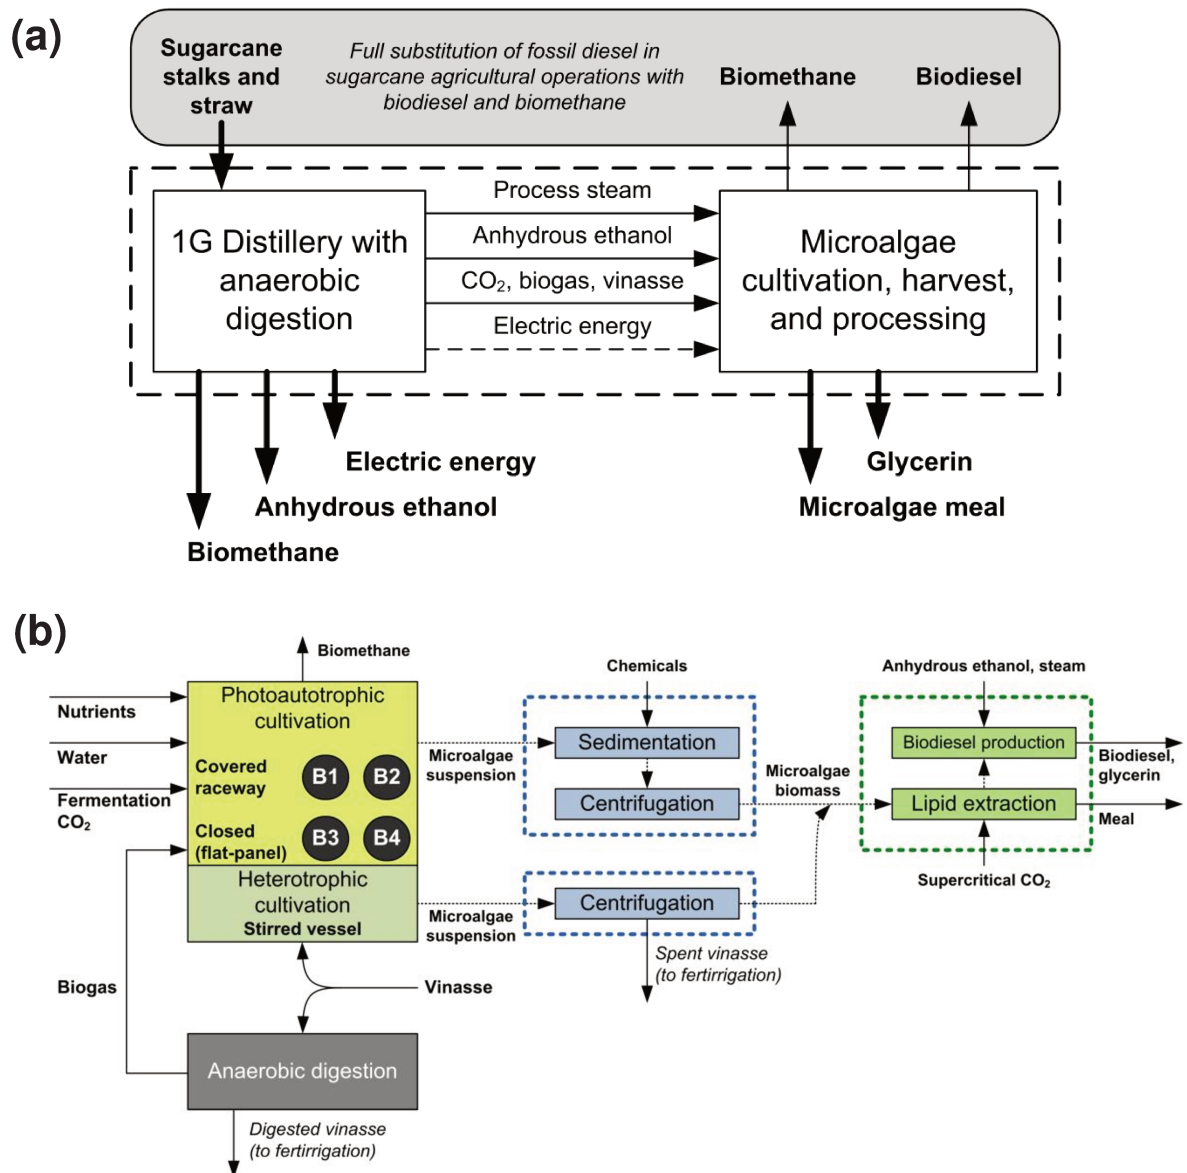 (a)
Sugarcane
stalks and
straw
Full substitution of fossil diesel in
sugarcane agricultural operations with
biodiesel and biomethane
Biomethane
Biodiesel
1G Distillery with
anaerobic
digestion
Process steam
Anhydrous ethanol
CO₂, biogas, vinasse
Electric energy
Microalgae
cultivation, harvest,
and processing
Electric energy
Anhydrous ethanol
Biomethane
Glycerin
Microalgae meal
(b)
Biomethane
Nutrients
Water
Fermentation
CO₂
Photoautotrophic
cultivation
Covered
raceway
B1
B2
Closed
(flat-panel)
B3
B4
Heterotrophic
cultivation
Stirred vessel
Microalgae
suspension
Microalgae
suspension
Chemicals
Sedimentation
Centrifugation
Centrifugation
Spent vinasse
(to fertirrigation)
Microalgae
biomass
Anhydrous ethanol, steam
Biodiesel production
Lipid extraction
Biodiesel,
glycerin
Meal
Supercritical CO₂
Biogas
Vinasse
Anaerobic digestion
Digested vinasse
(to fertirrigation)